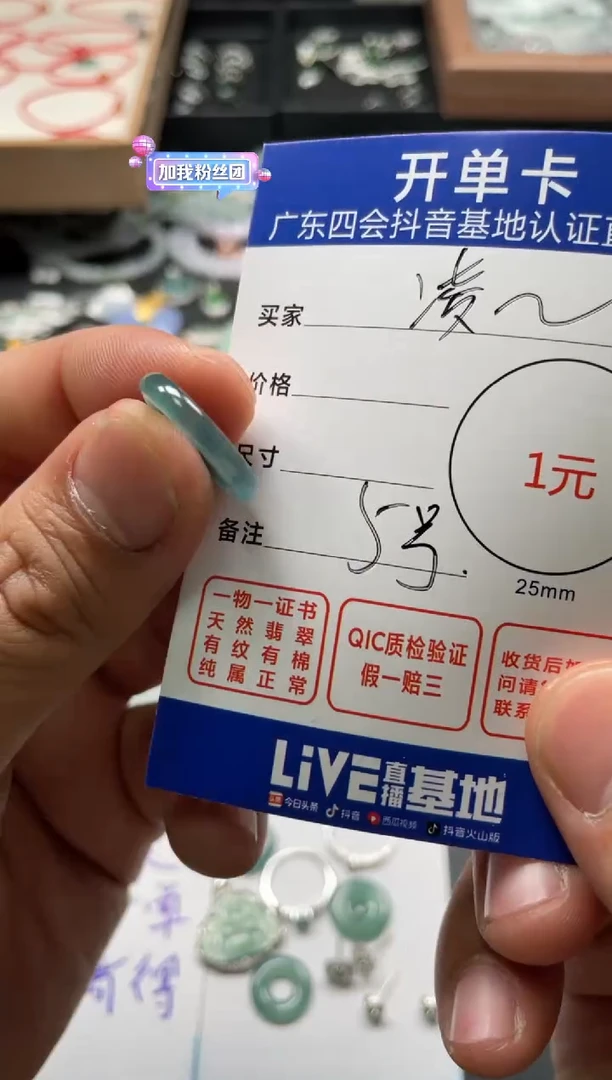 加我粉丝团
开单卡
广东四会抖音基地认证直
买家 凌~
价格
尺寸
1元
备注 5号.
25mm
一物一证书
天然翡翠
有纹有棉
纯属正常
QIC质检验证
假一赔三
收货后如
问请
联系
LiVE直播基地
今日头条 抖音 西瓜视频 抖音火山版